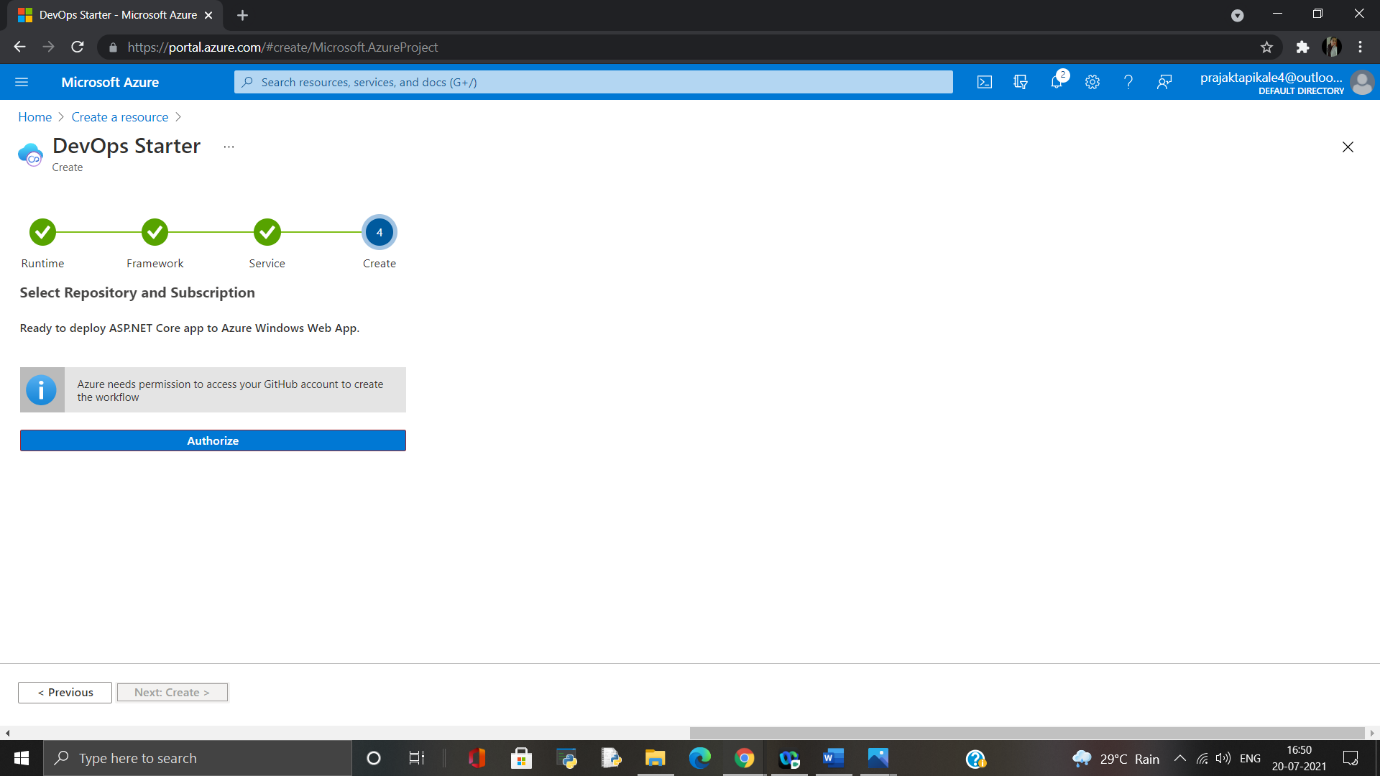 DevOps Starter - Microsoft Azure
https://portal.azure.com/#create/Microsoft.AzureProject
Microsoft Azure
Search resources, services, and docs (G+/)
2
prajaktapikale4@outloo...
DEFAULT DIRECTORY
Home > Create a resource >
DevOps Starter ...
Create
4
Runtime Framework Service Create
Select Repository and Subscription
Ready to deploy ASP.NET Core app to Azure Windows Web App.
Azure needs permission to access your GitHub account to create
the workflow
Authorize
< Previous
Next: Create >
Type here to search
29°C Rain
ENG
16:50
20-07-2021